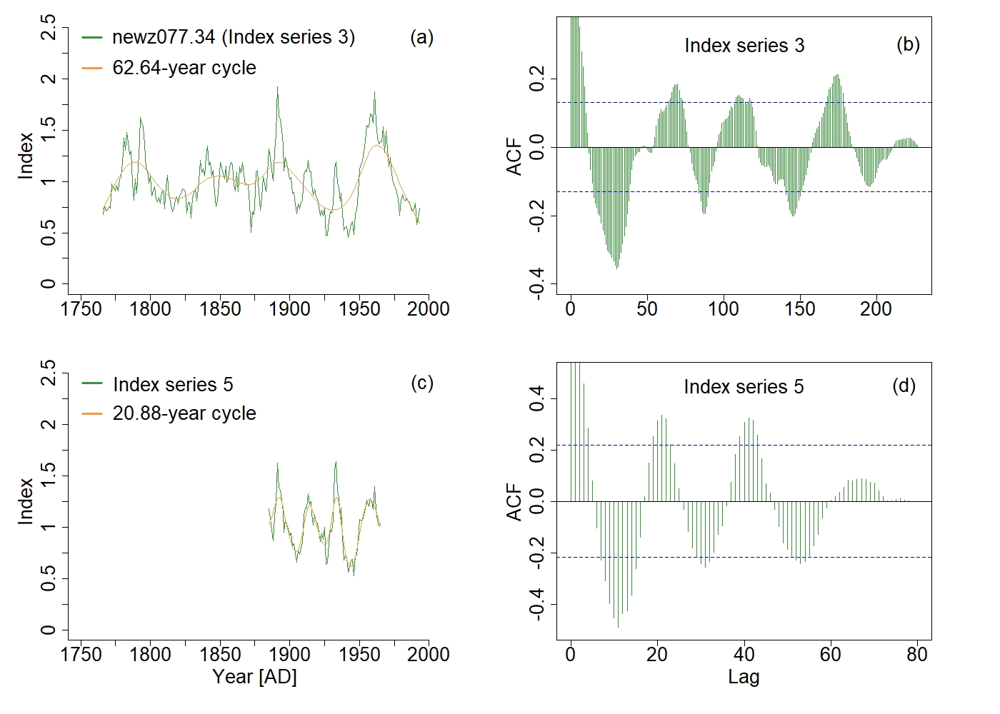 newz077.34 (Index series 3)
62.64-year cycle
(a)
Index
2.5
2
1.5
1
0.5
0
1750
1800
1850
1900
1950
2000
Index series 3
(b)
ACF
0.2
0.0
-0.2
-0.4
0
50
100
150
200
Index series 5
20.88-year cycle
(c)
Index
2.5
2
1.5
1
0.5
0
1750
1800
1850
1900
1950
2000
Year [AD]
Index series 5
(d)
ACF
0.4
0.2
0.0
-0.2
-0.4
0
20
40
60
80
Lag